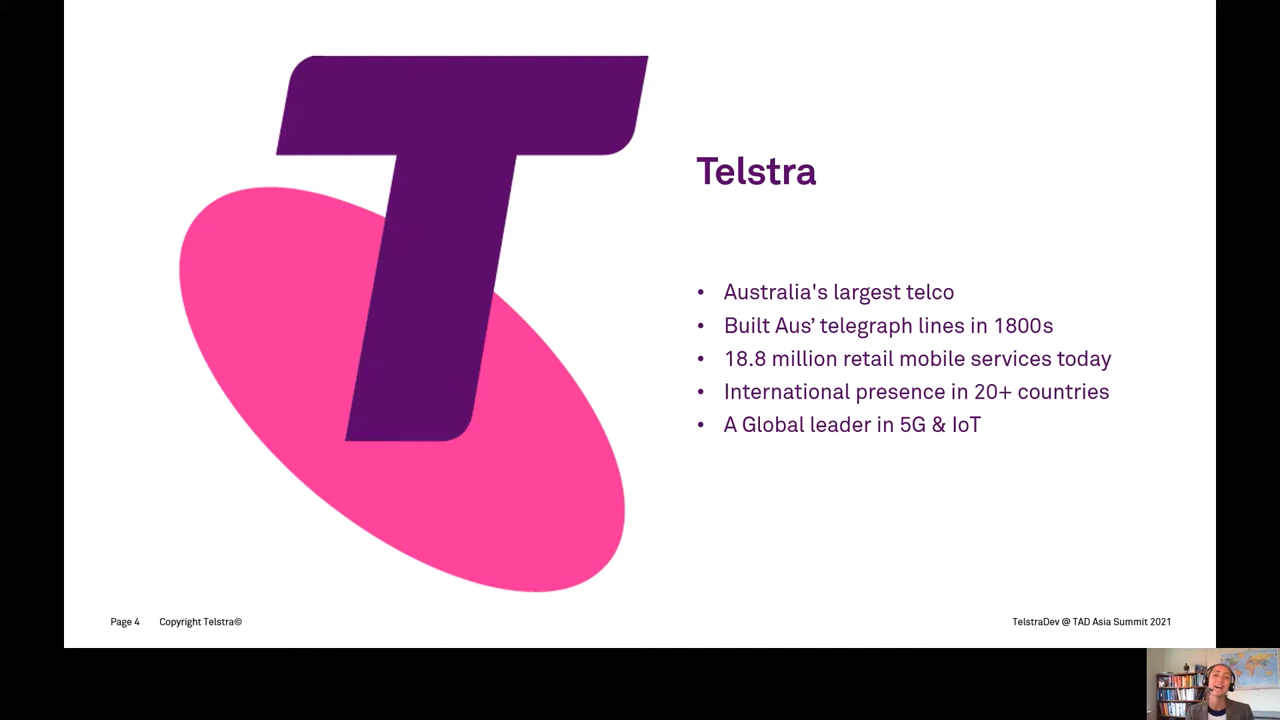 Telstra
• Australia's largest telco
• Built Aus’ telegraph lines in 1800s
• 18.8 million retail mobile services today
• International presence in 20+ countries
• A Global leader in 5G & IoT
Page 4 Copyright Telstra© TelstraDev @ TAD Asia Summit 2021